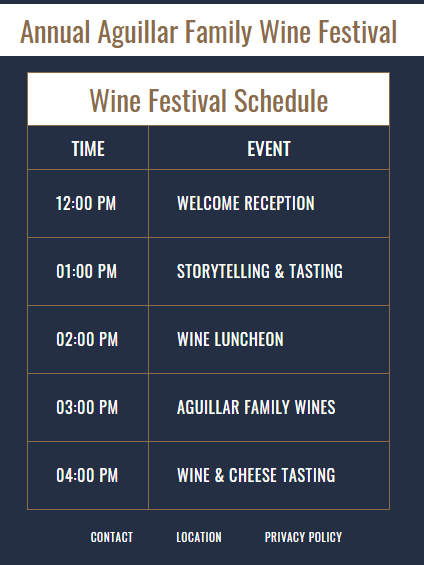 Annual Aguillar Family Wine Festival
Wine Festival Schedule
TIME EVENT
12:00 PM WELCOME RECEPTION
01:00 PM STORYTELLING & TASTING
02:00 PM WINE LUNCHEON
03:00 PM AGUILLAR FAMILY WINES
04:00 PM WINE & CHEESE TASTING
CONTACT LOCATION PRIVACY POLICY